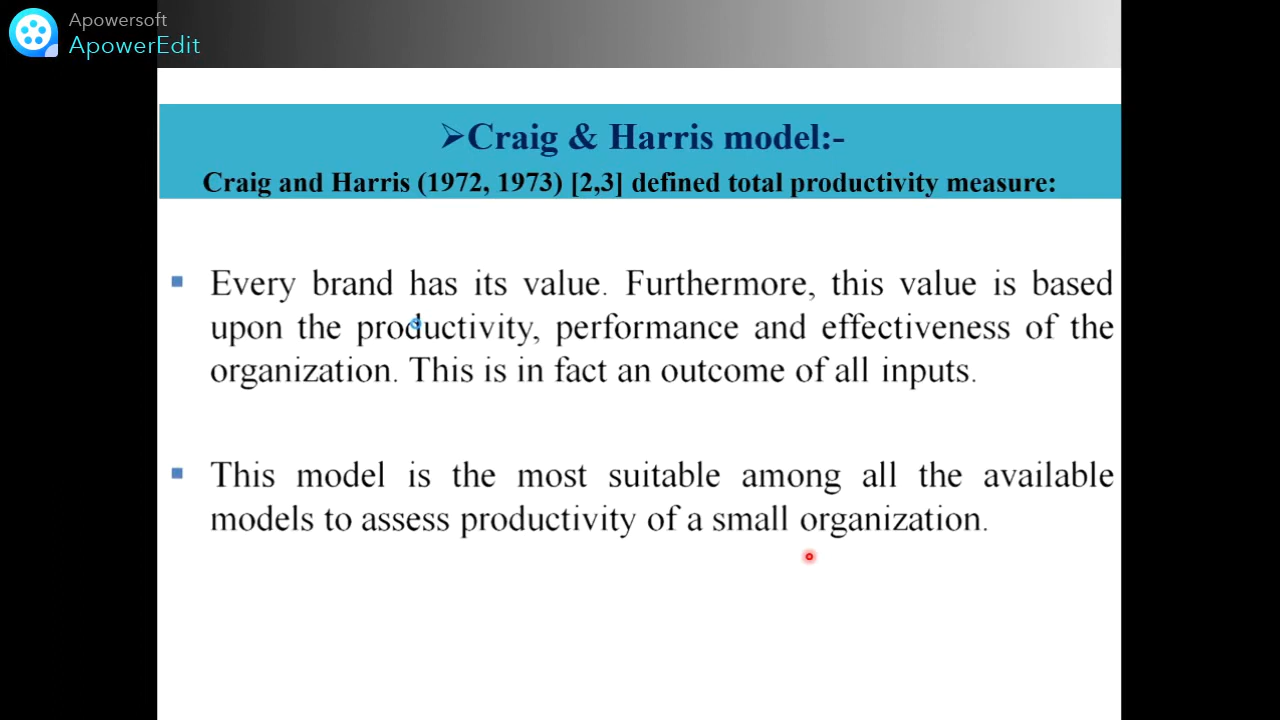 Apowersoft
ApowerEdit
➢Craig & Harris model:-
Craig and Harris (1972, 1973) [2,3] defined total productivity measure:
▪ Every brand has its value. Furthermore, this value is based
upon the productivity, performance and effectiveness of the
organization. This is in fact an outcome of all inputs.
▪ This model is the most suitable among all the available
models to assess productivity of a small organization.